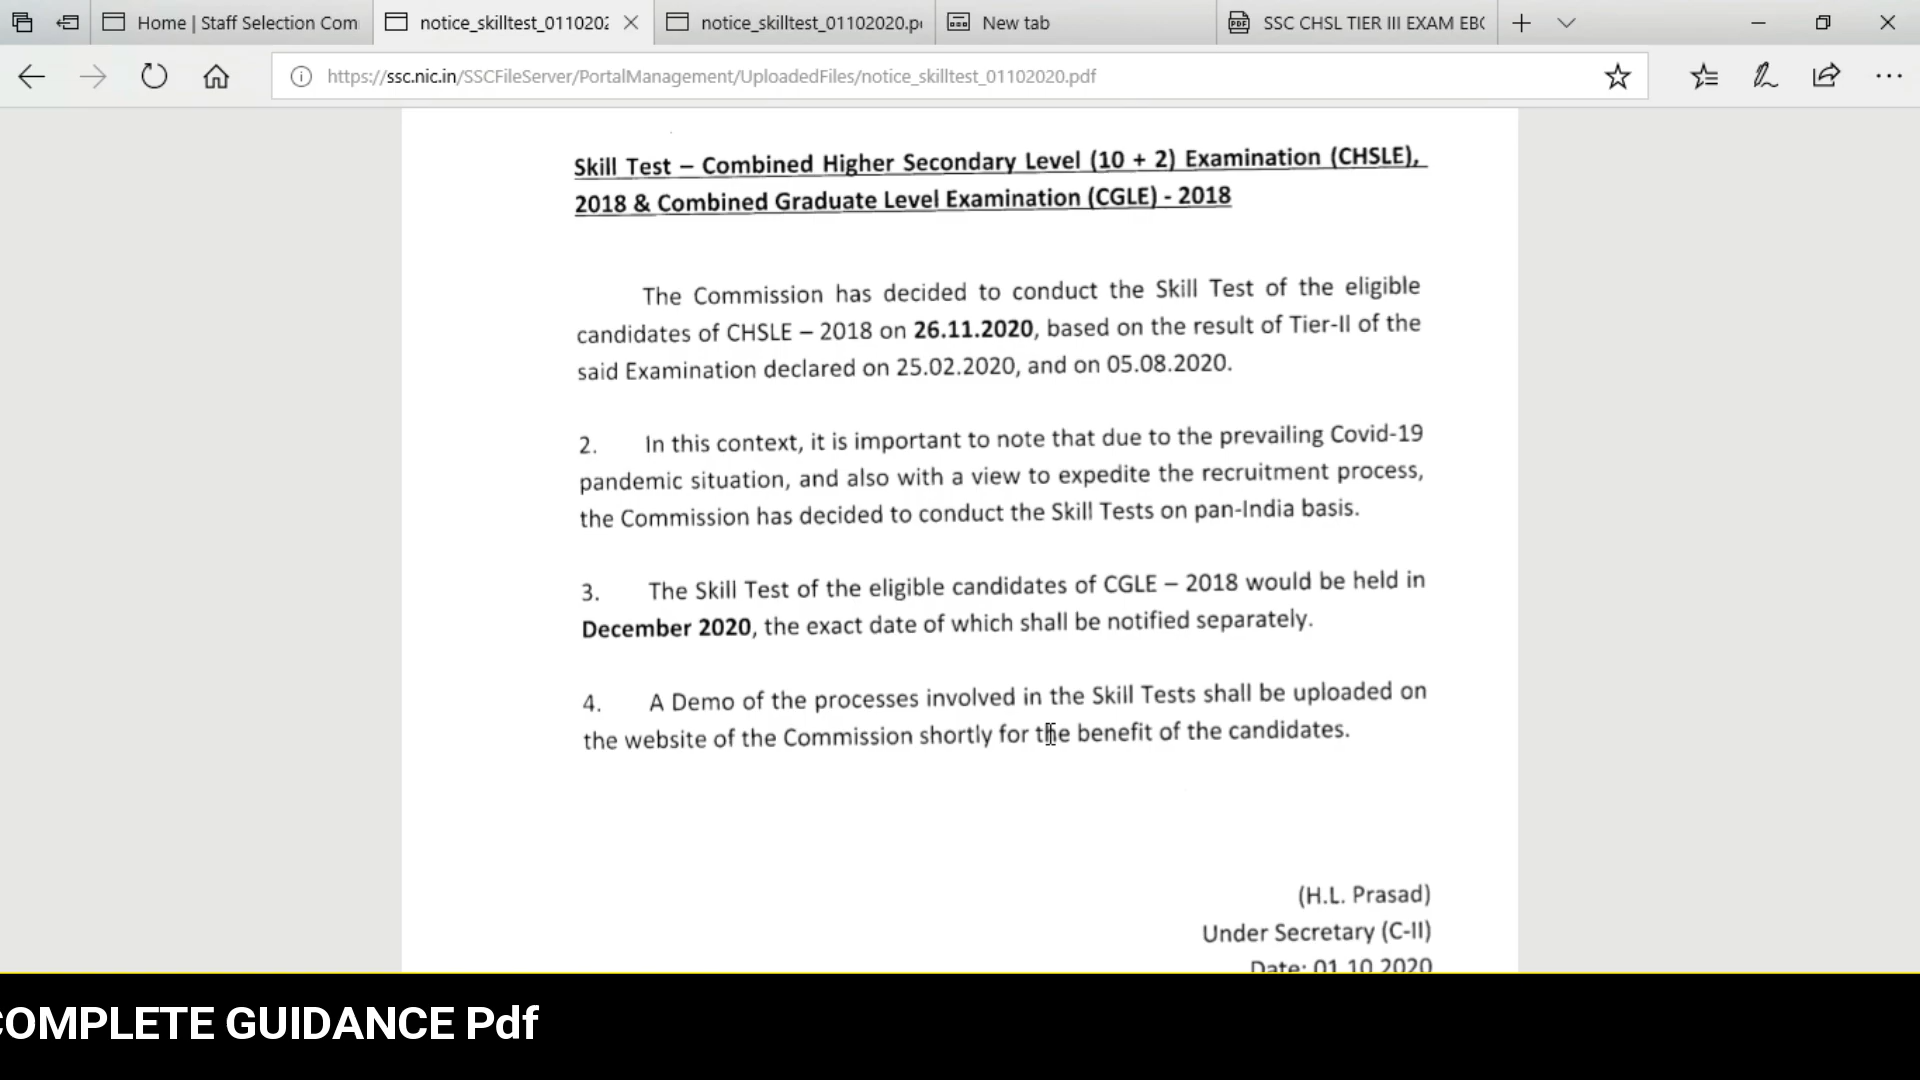 Home | Staff Selection Com
notice_skilltest_0110202
notice_skilltest_01102020.p
New tab
SSC CHSL TIER III EXAM EBO
https://ssc.nic.in/SSCFileServer/PortalManagement/UploadedFiles/notice_skilltest_01102020.pdf
Skill Test – Combined Higher Secondary Level (10 + 2) Examination (CHSLE),
2018 & Combined Graduate Level Examination (CGLE) - 2018
The Commission has decided to conduct the Skill Test of the eligible
candidates of CHSLE – 2018 on 26.11.2020, based on the result of Tier-II of the
said Examination declared on 25.02.2020, and on 05.08.2020.
2. In this context, it is important to note that due to the prevailing Covid-19
pandemic situation, and also with a view to expedite the recruitment process,
the Commission has decided to conduct the Skill Tests on pan-India basis.
3. The Skill Test of the eligible candidates of CGLE – 2018 would be held in
December 2020, the exact date of which shall be notified separately.
4. A Demo of the processes involved in the Skill Tests shall be uploaded on
the website of the Commission shortly for the benefit of the candidates.
(H.L. Prasad)
Under Secretary (C-II)
Date: 01.10.2020
COMPLETE GUIDANCE Pdf